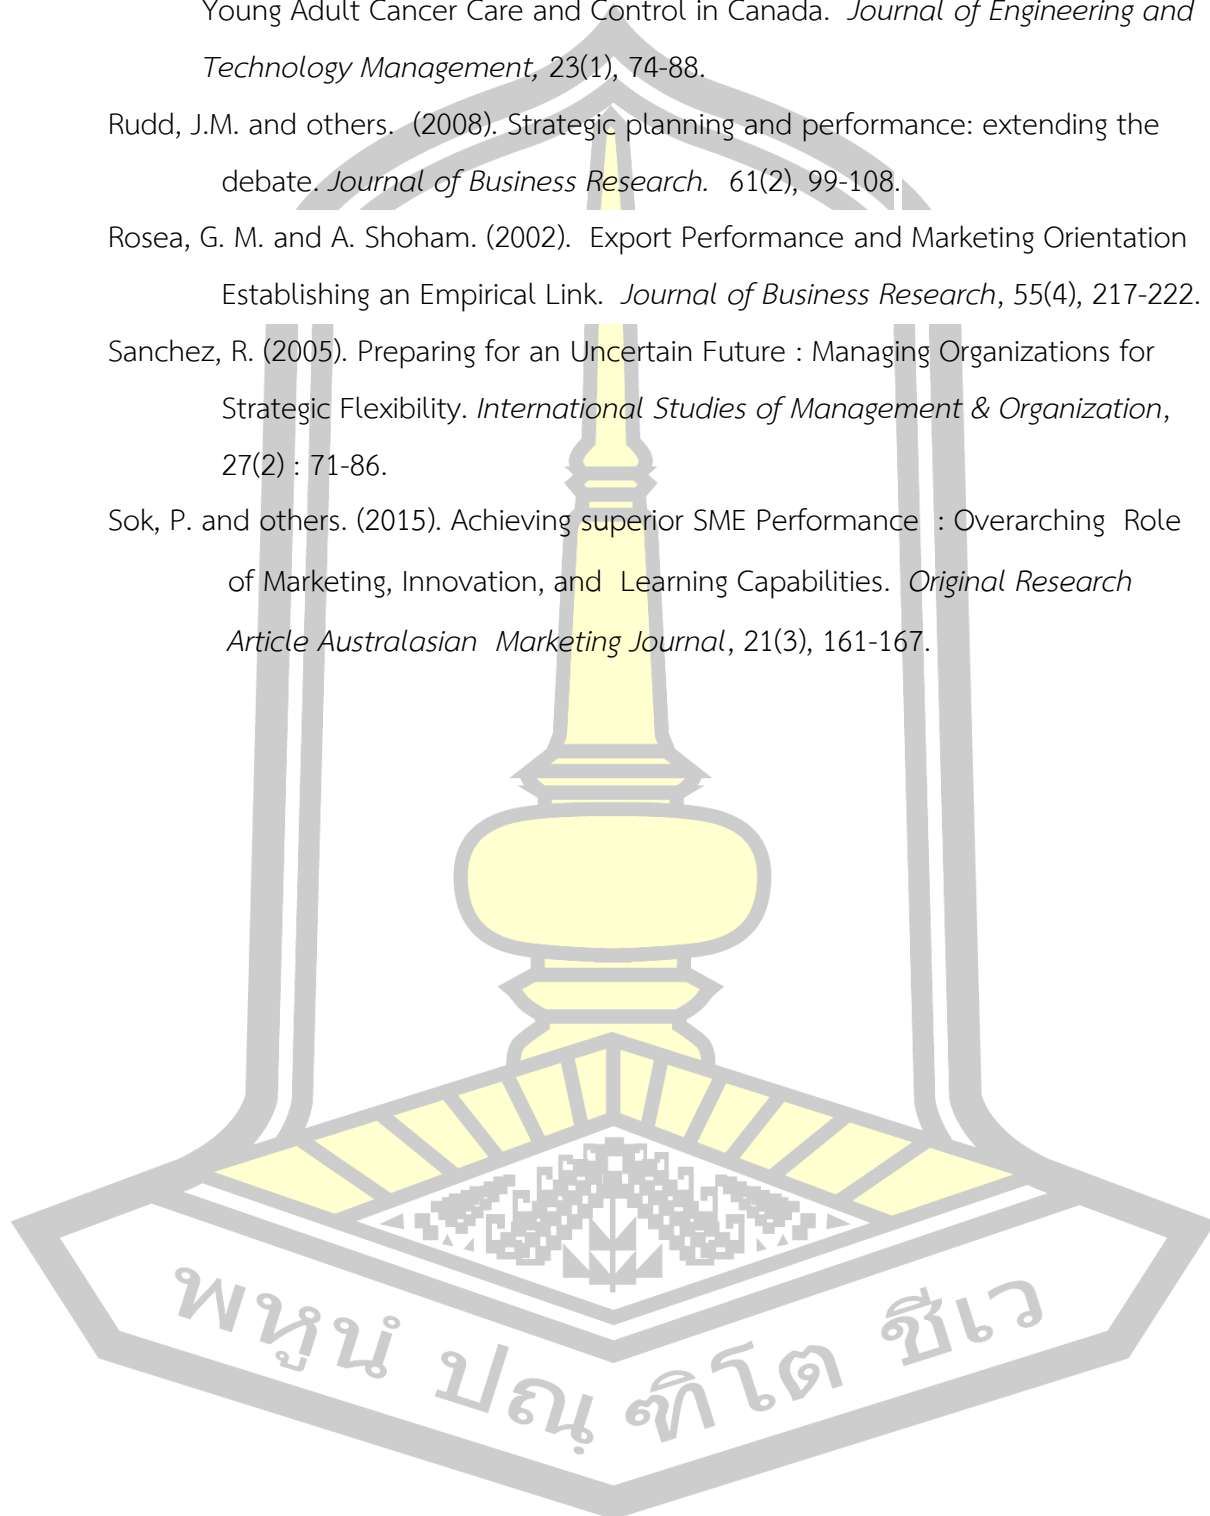 Young Adult Cancer Care and Control in Canada. Journal of Engineering and
Technology Management, 23(1), 74-88.
Rudd, J.M. and others. (2008). Strategic planning and performance: extending the
debate. Journal of Business Research. 61(2), 99-108.
Rosea, G. M. and A. Shoham. (2002). Export Performance and Marketing Orientation
Establishing an Empirical Link. Journal of Business Research, 55(4), 217-222.
Sanchez, R. (2005). Preparing for an Uncertain Future : Managing Organizations for
Strategic Flexibility. International Studies of Management & Organization,
27(2) : 71-86.
Sok, P. and others. (2015). Achieving superior SME Performance : Overarching Role
of Marketing, Innovation, and Learning Capabilities. Original Research
Article Australasian Marketing Journal, 21(3), 161-167.
พหูนํ ปณฺฑิโต ชีเว